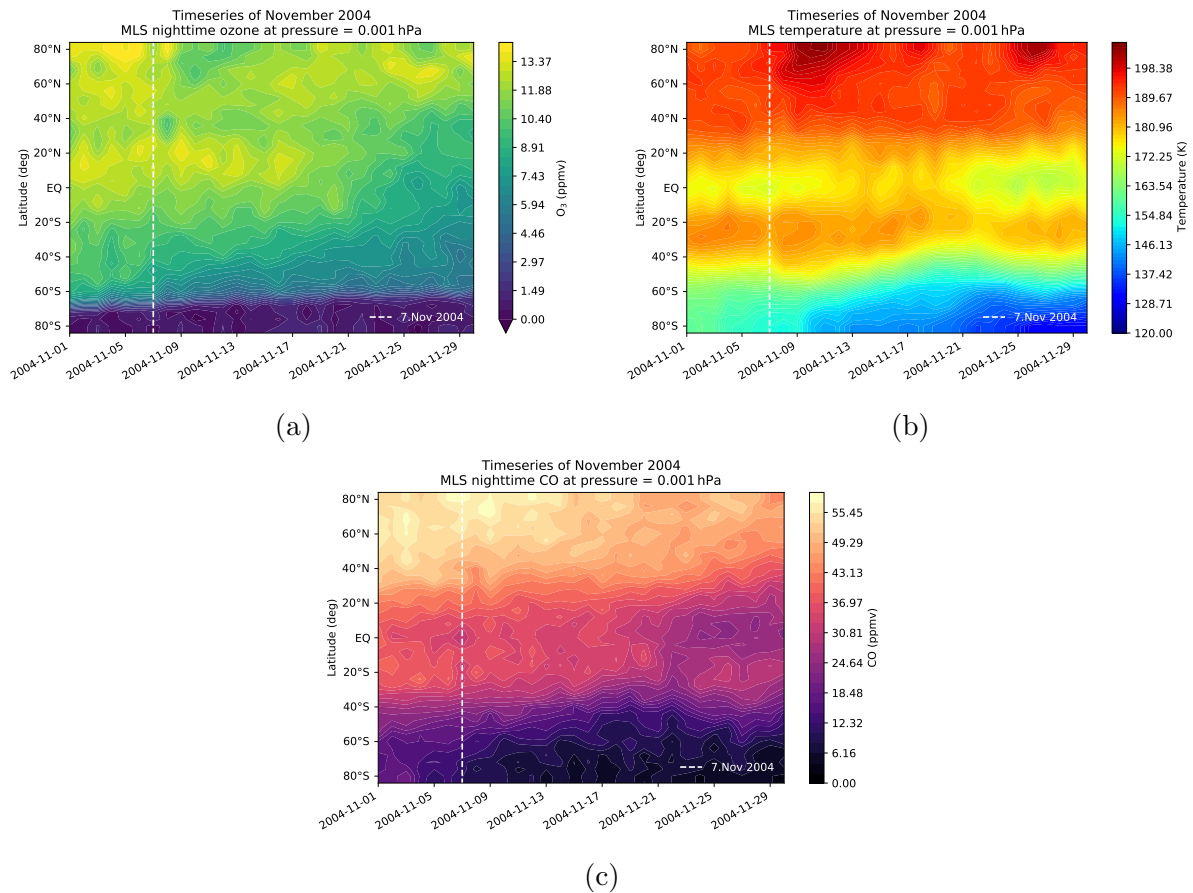 Timeseries of November 2004
MLS nighttime ozone at pressure = 0.001 hPa
80°N
60°N
40°N
20°N
EQ
20°S
40°S
60°S
80°S
Latitude (deg)
2004-11-01
2004-11-05
2004-11-09
2004-11-13
2004-11-17
2004-11-21
2004-11-25
2004-11-29
7.Nov 2004
13.37
11.88
10.40
8.91
7.43
5.94
4.46
2.97
1.49
0.00
O₃ (ppmv)
(a)
Timeseries of November 2004
MLS temperature at pressure = 0.001 hPa
80°N
60°N
40°N
20°N
EQ
20°S
40°S
60°S
80°S
Latitude (deg)
2004-11-01
2004-11-05
2004-11-09
2004-11-13
2004-11-17
2004-11-21
2004-11-25
2004-11-29
7.Nov 2004
198.38
189.67
180.96
172.25
163.54
154.84
146.13
137.42
128.71
120.00
Temperature (K)
(b)
Timeseries of November 2004
MLS nighttime CO at pressure = 0.001 hPa
80°N
60°N
40°N
20°N
EQ
20°S
40°S
60°S
80°S
Latitude (deg)
2004-11-01
2004-11-05
2004-11-09
2004-11-13
2004-11-17
2004-11-21
2004-11-25
2004-11-29
7.Nov 2004
55.45
49.29
43.13
36.97
30.81
24.64
18.48
12.32
6.16
0.00
CO (ppmv)
(c)